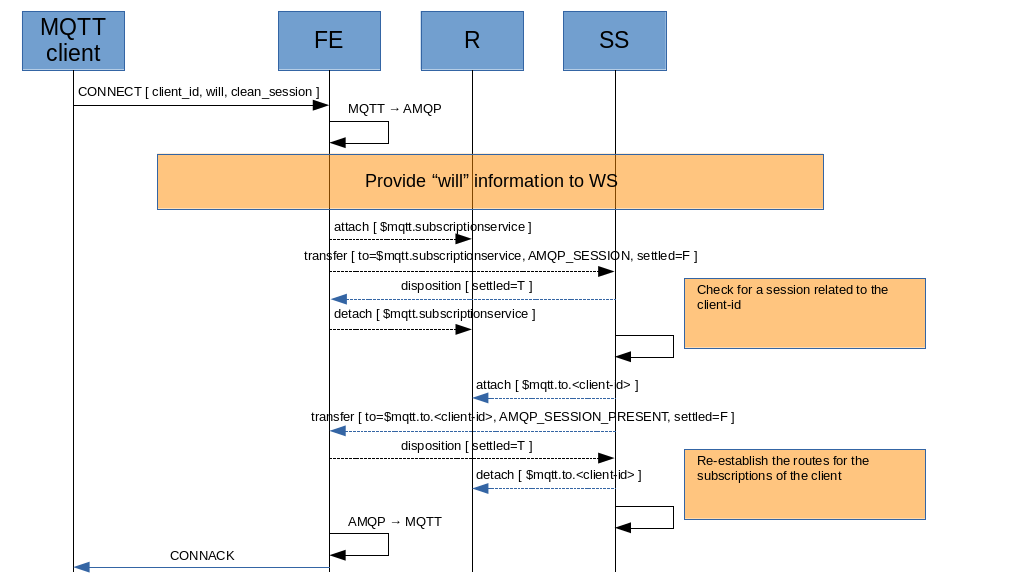 MQTT
client
FE
R
SS
CONNECT [ client_id, will, clean_session ]
MQTT → AMQP
Provide “will” information to WS
attach [ $mqtt.subscriptionservice ]
transfer [ to=$mqtt.subscriptionservice, AMQP_SESSION, settled=F ]
disposition [ settled=T ]
Check for a session related to the
client-id
detach [ $mqtt.subscriptionservice ]
attach [ $mqtt.to.<client-id> ]
transfer [ to=$mqtt.to.<client-id>, AMQP_SESSION_PRESENT, settled=F ]
disposition [ settled=T ]
Re-establish the routes for the
subscriptions of the client
detach [ $mqtt.to.<client-id> ]
AMQP → MQTT
CONNACK